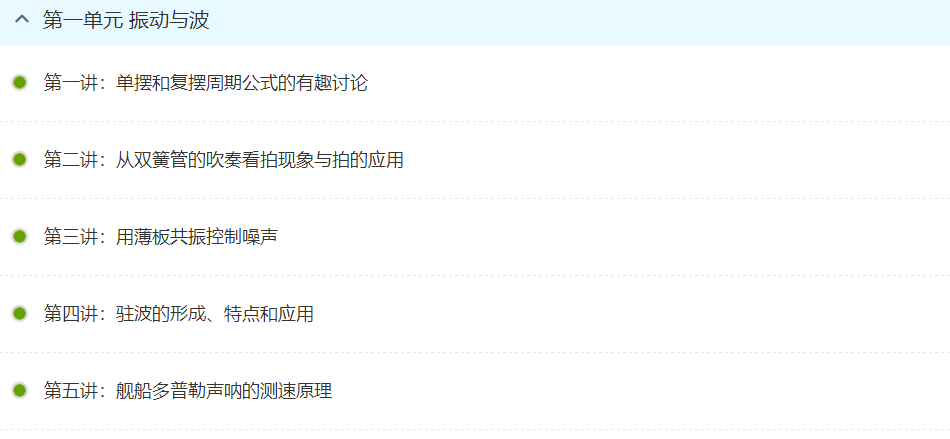 第一单元 振动与波
第一讲：单摆和复摆周期公式的有趣讨论
第二讲：从双簧管的吹奏看拍现象与拍的应用
第三讲：用薄板共振控制噪声
第四讲：驻波的形成、特点和应用
第五讲：舰船多普勒声呐的测速原理